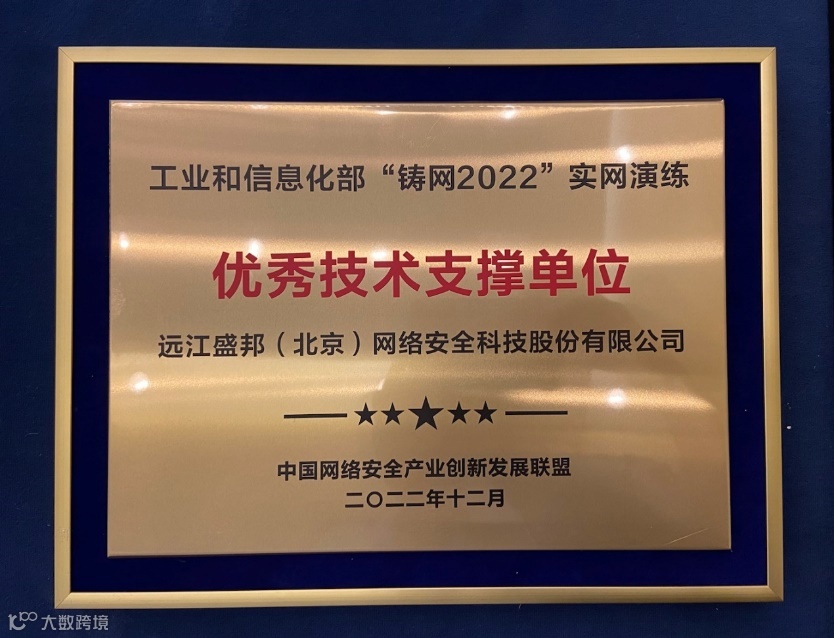 工业和信息化部“铸网2022”实网演练
优秀技术支撑单位
远江盛邦（北京）网络安全科技股份有限公司
中国网络安全产业创新发展联盟
二〇二二年十二月
大数跨境